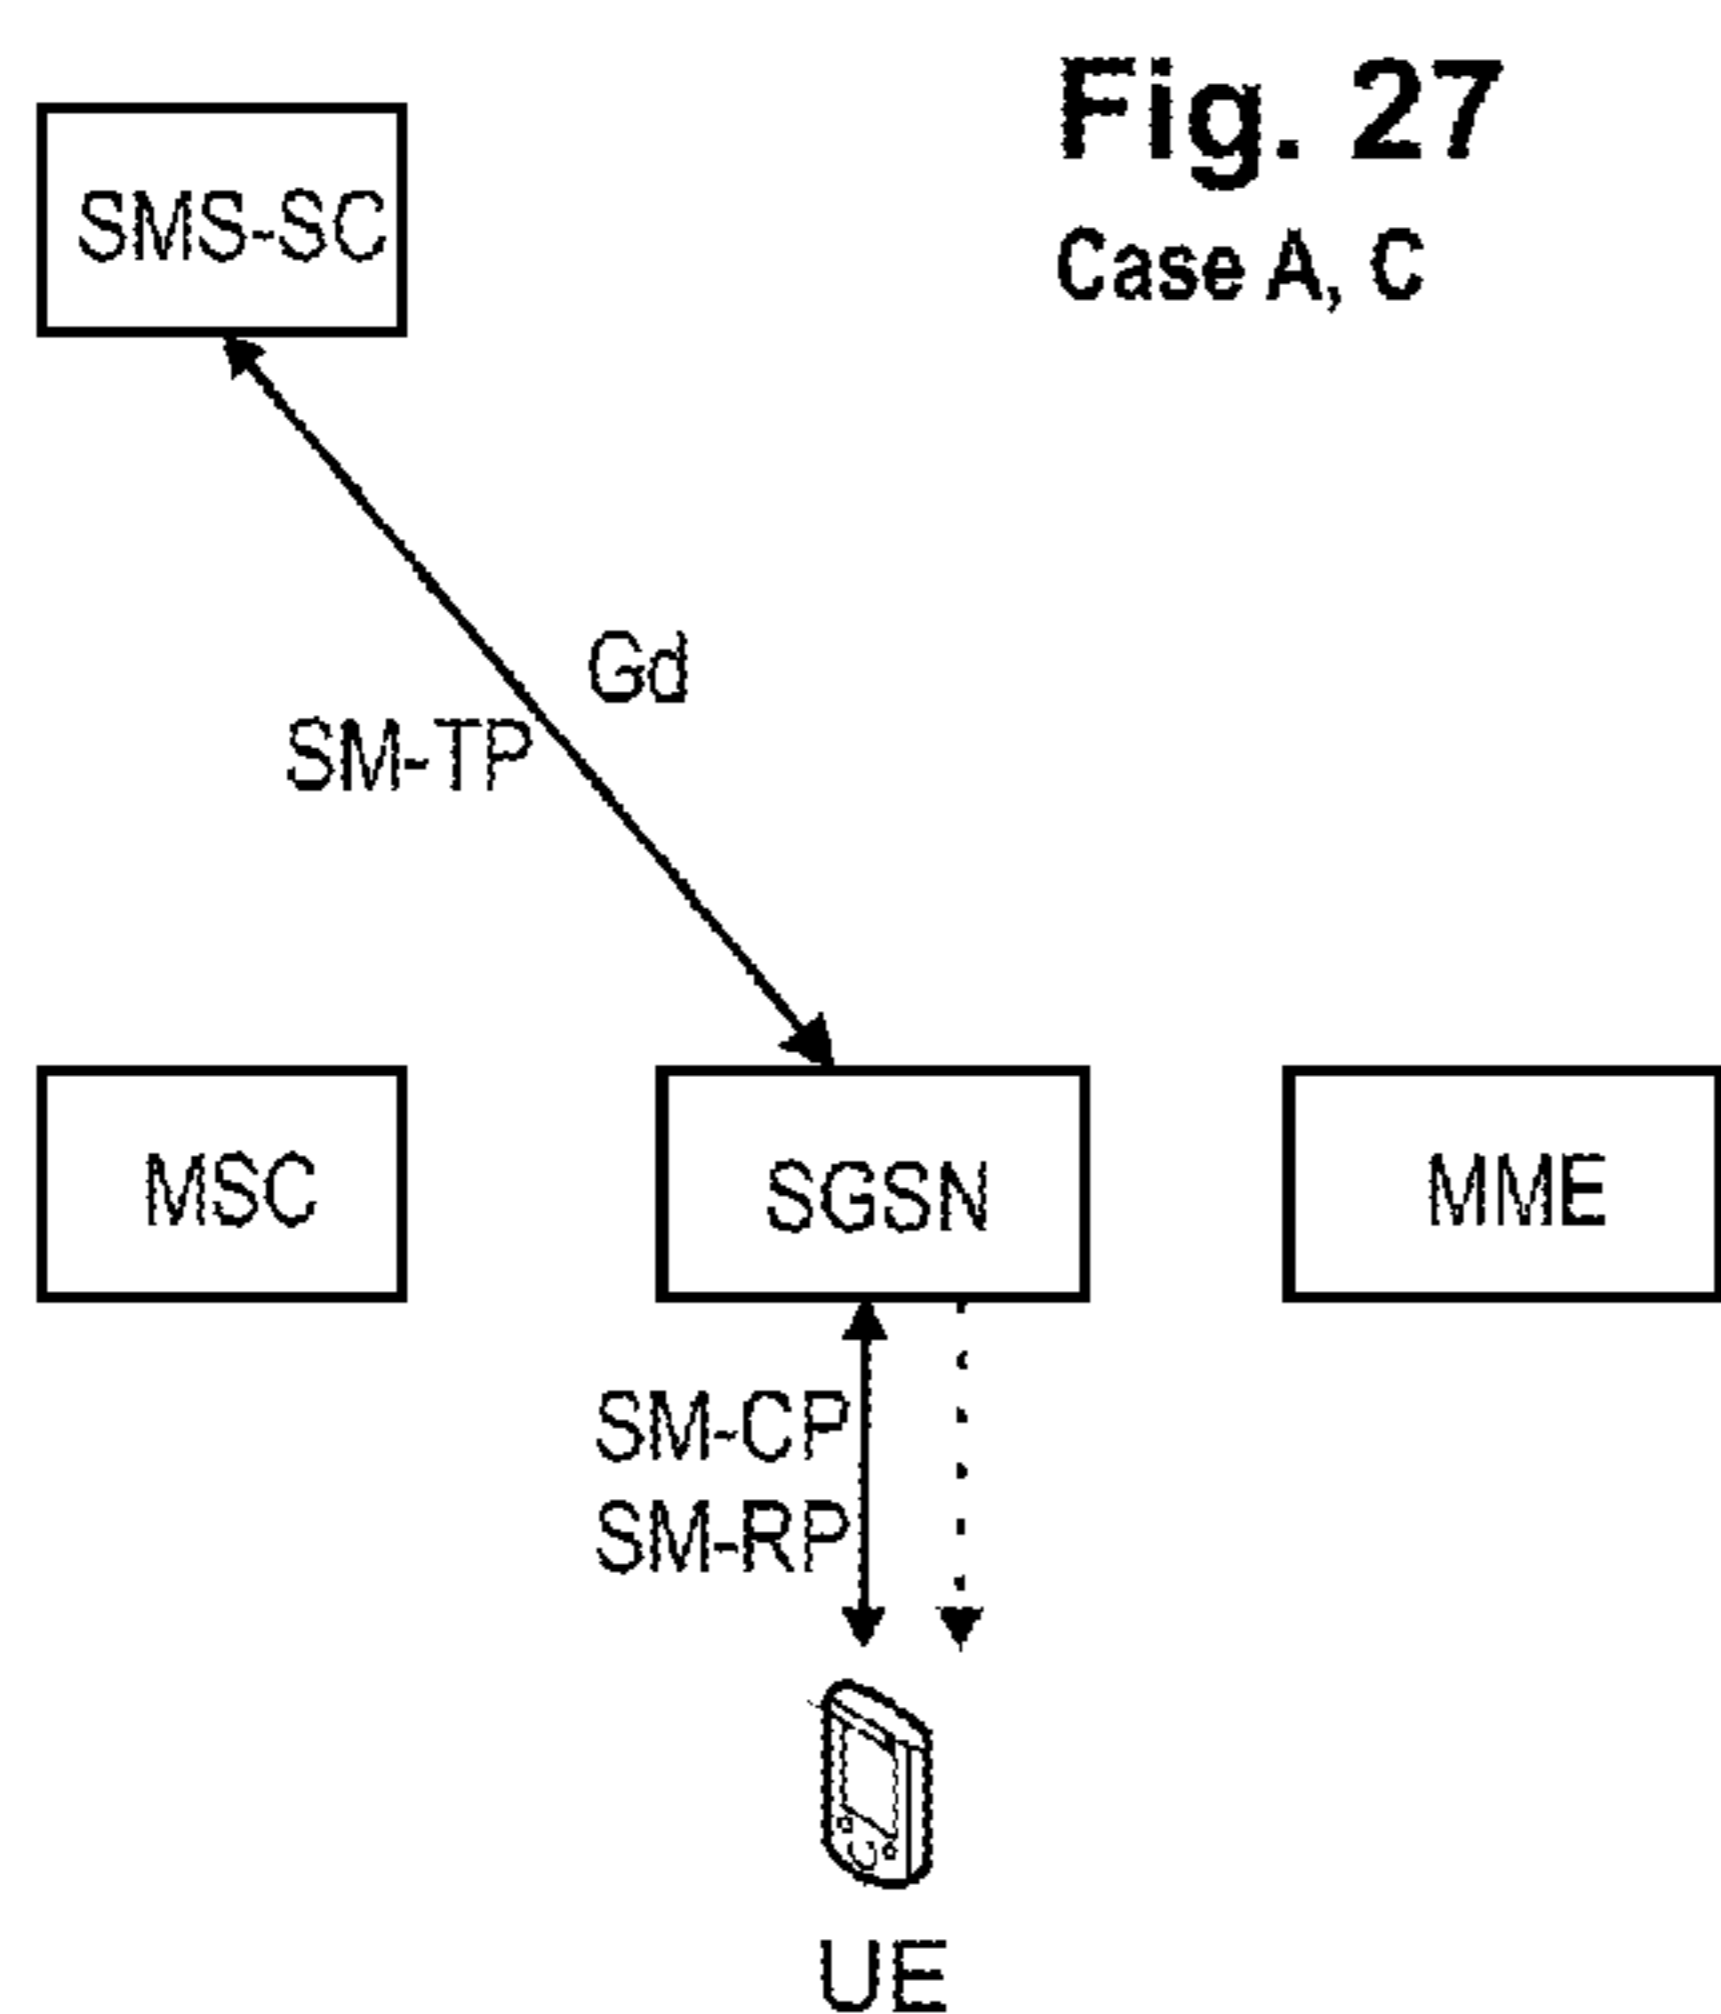 Fig. 27
Case A, C
SMS-SC
Gd
SM-TP
MSC
SGSN
MME
SM-CP
SM-RP
UE